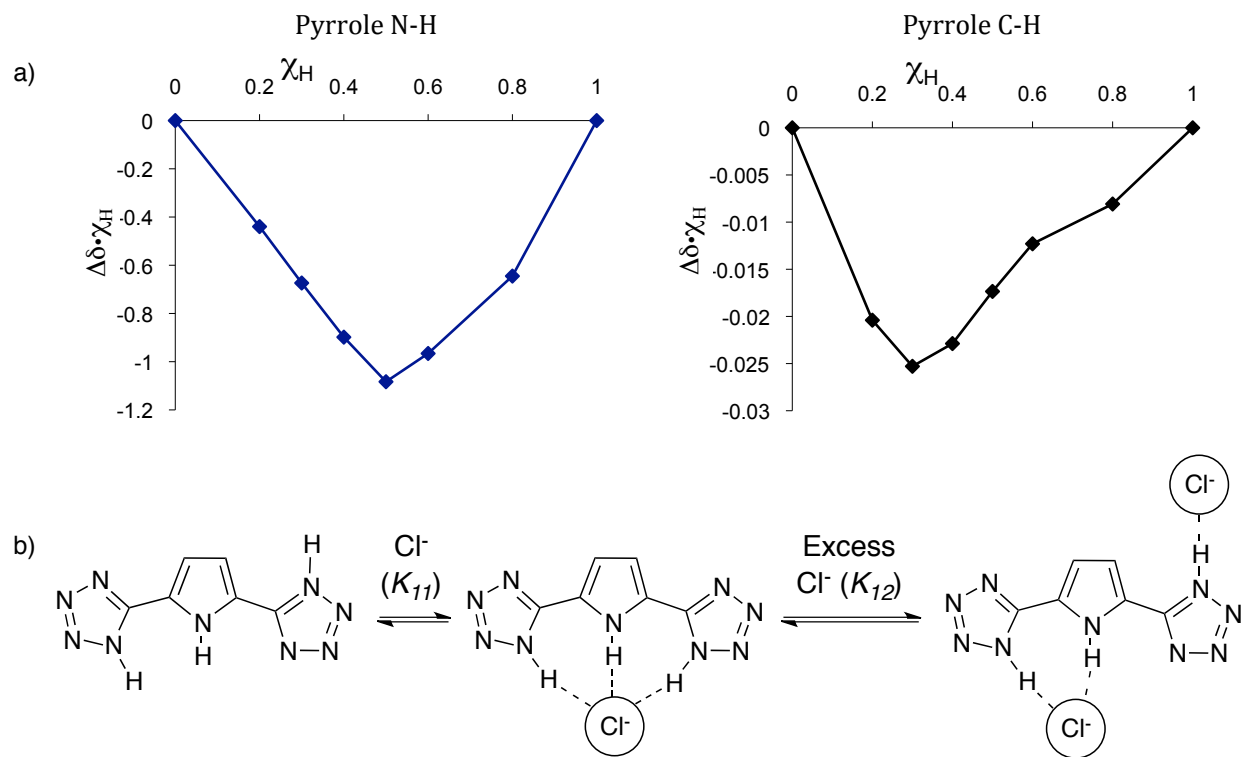 Pyrrole N-H
Pyrrole C-H
a)
χH
0 0.2 0.4 0.6 0.8 1
0
-0.2
-0.4
-0.6
-0.8
-1
-1.2
Δδ•χH
χH
0 0.2 0.4 0.6 0.8 1
0
-0.005
-0.01
-0.015
-0.02
-0.025
-0.03
Δδ•χH
b)
N N N N H
N H
H N N N N
Cl-
(K11)
N N N N H
N H
N N N N H
Cl-
Excess
Cl- (K12)
N N N N H
N H
H N N N N
Cl-
Cl-